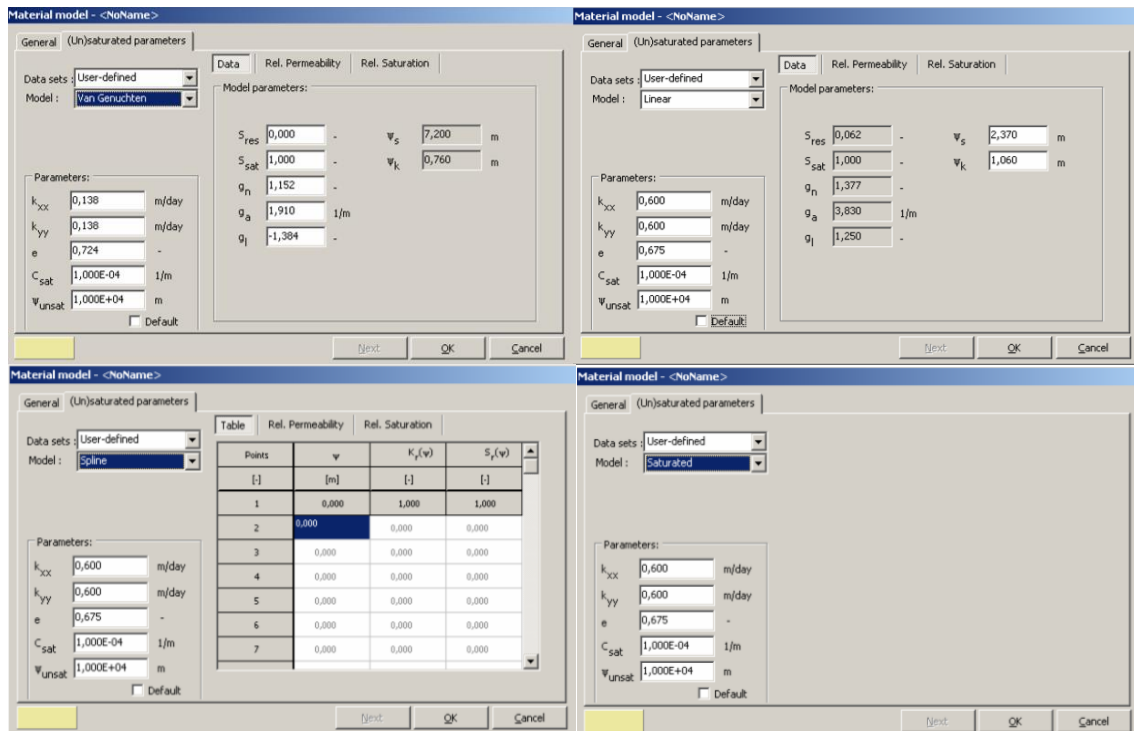 Material model - <NoName>
General (Un)saturated parameters
Data sets : User-defined
Model : Van Genuchten
Parameters:
kxx 0,138 m/day
kyy 0,138 m/day
e 0,724 -
Csat 1,000E-04 1/m
Ψunsat 1,000E+04 m
Default
Data Rel. Permeability Rel. Saturation
Model parameters:
Sres 0,000 - Ψs 7,200 m
Ssat 1,000 - Ψk 0,760 m
gn 1,152 -
ga 1,910 1/m
gl -1,384 -
Next OK Cancel
Material model - <NoName>
General (Un)saturated parameters
Data sets : User-defined
Model : Linear
Parameters:
kxx 0,600 m/day
kyy 0,600 m/day
e 0,675 -
Csat 1,000E-04 1/m
Ψunsat 1,000E+04 m
Default
Data Rel. Permeability Rel. Saturation
Model parameters:
Sres 0,062 - Ψs 2,370 m
Ssat 1,000 - Ψk 1,060 m
gn 1,377 -
ga 3,830 1/m
gl 1,250 -
Next OK Cancel
Material model - <NoName>
General (Un)saturated parameters
Data sets : User-defined
Model : Spline
Parameters:
kxx 0,600 m/day
kyy 0,600 m/day
e 0,675 -
Csat 1,000E-04 1/m
Ψunsat 1,000E+04 m
Default
Table Rel. Permeability Rel. Saturation
Points Ψ Kr(Ψ) Sr(Ψ)
[-] [m] [-] [-]
1 0,000 1,000 1,000
2 0,000 0,000 0,000
3 0,000 0,000 0,000
4 0,000 0,000 0,000
5 0,000 0,000 0,000
6 0,000 0,000 0,000
7 0,000 0,000 0,000
Next OK Cancel
Material model - <NoName>
General (Un)saturated parameters
Data sets : User-defined
Model : Saturated
Parameters:
kxx 0,600 m/day
kyy 0,600 m/day
e 0,675 -
Csat 1,000E-04 1/m
Ψunsat 1,000E+04 m
Default
Next OK Cancel